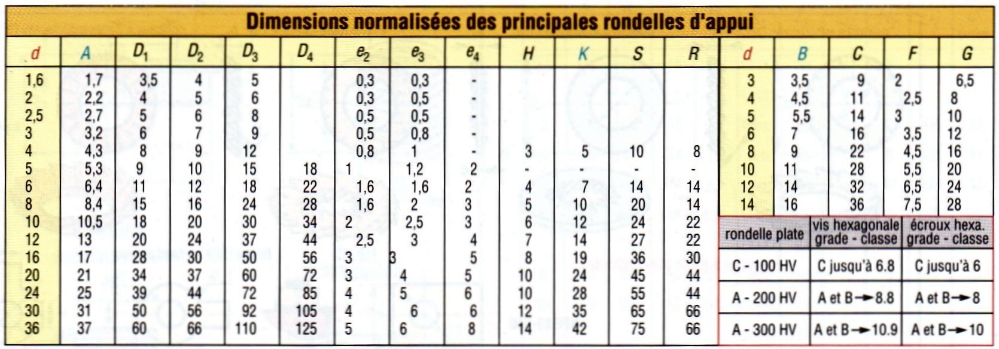 Dimensions normalisées des principales rondelles d'appui
d A D1 D2 D3 D4 e2 e3 e4 H K S R d B C F G
1,6 1,7 3,5 4 5 0,3 0,3 - 3 3,5 9 2 6,5
2 2,2 4 5 6 0,3 0,5 - 4 4,5 11 2,5 8
2,5 2,7 5 6 8 0,5 0,5 - 5 5,5 14 3 10
3 3,2 6 7 9 0,5 0,8 - 6 7 16 3,5 12
4 4,3 8 9 12 0,8 1 - 3 5 10 8 8 9 22 4,5 16
5 5,3 9 10 15 18 1 1,2 2 - - - - 10 11 28 5,5 20
6 6,4 11 12 18 22 1,6 1,6 2 4 7 14 14 12 14 32 6,5 24
8 8,4 15 16 24 28 1,6 2 3 5 10 20 14 14 16 36 7,5 28
10 10,5 18 20 30 34 2 2,5 3 6 12 24 22
12 13 20 24 37 44 2,5 3 4 7 14 27 22
16 17 28 30 50 56 3 3 5 8 19 36 30
20 21 34 37 60 72 3 4 5 10 24 45 44
24 25 39 44 72 85 4 5 6 10 28 55 44
30 31 50 56 92 105 4 6 6 12 35 65 66
36 37 60 66 110 125 5 6 8 14 42 75 66
rondelle plate vis hexagonale grade - classe écroux hexa. grade - classe
C - 100 HV C jusqu'à 6.8 C jusqu'à 6
A - 200 HV A et B → 8.8 A et B → 8
A - 300 HV A et B → 10.9 A et B → 10